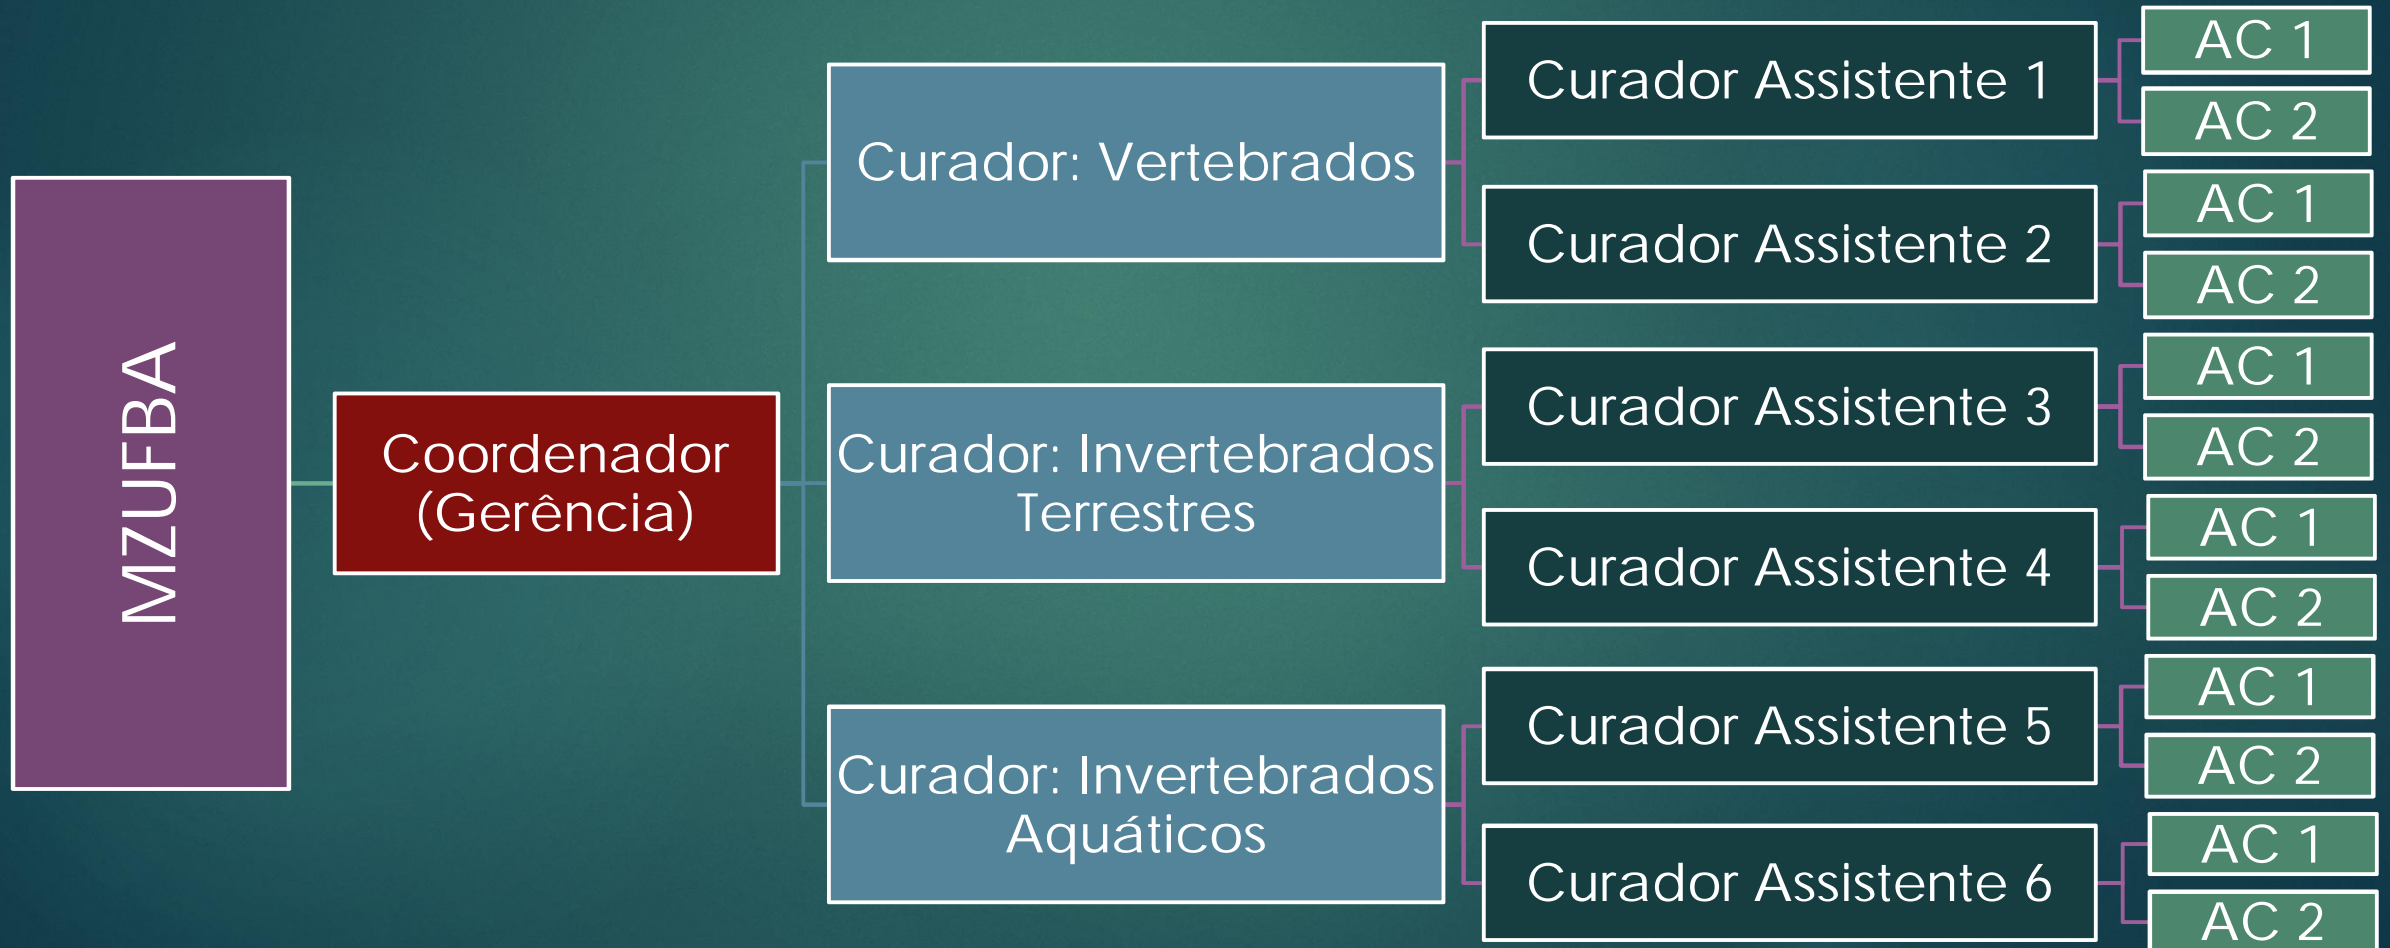 MZUFBA
Coordenador
(Gerência)
Curador: Vertebrados
Curador Assistente 1
AC 1
AC 2
Curador Assistente 2
AC 1
AC 2
Curador: Invertebrados
Terrestres
Curador Assistente 3
AC 1
AC 2
Curador Assistente 4
AC 1
AC 2
Curador: Invertebrados
Aquáticos
Curador Assistente 5
AC 1
AC 2
Curador Assistente 6
AC 1
AC 2